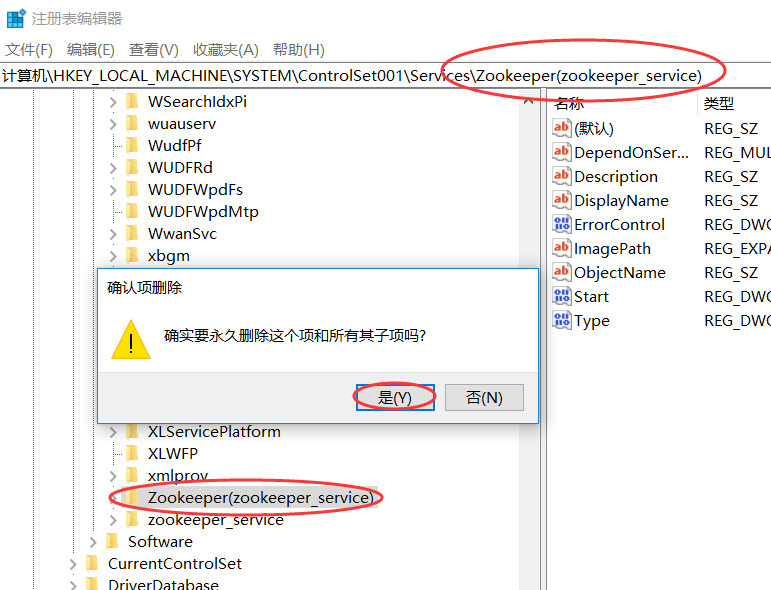 注册表编辑器
文件(F) 编辑(E) 查看(V) 收藏夹(A) 帮助(H)
计算机\HKEY_LOCAL_MACHINE\SYSTEM\ControlSet001\Services\Zookeeper(zookeeper_service)
WSearchIdxPi
wuauserv
WudfPf
WUDFRd
WUDFWpdFs
WUDFWpdMtp
WwanSvc
xbgm
名称 类型
(默认) REG_SZ
DependOnSer... REG_MUL
Description REG_SZ
DisplayName REG_SZ
ErrorControl REG_DWO
ImagePath REG_EXPA
ObjectName REG_SZ
Start REG_DWO
Type REG_DWO
确认项删除
确实要永久删除这个项和所有其子项吗?
是(Y) 否(N)
XLServicePlatform
XLWFP
xmlprov
Zookeeper(zookeeper_service)
zookeeper_service
Software
CurrentControlSet
DriverDatabase